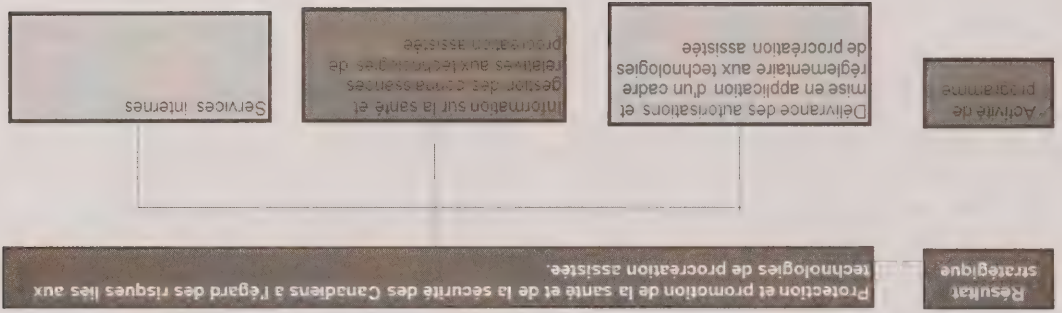 Résultat
stratégique
Protection et promotion de la santé et de la sécurité des Canadiens à l'égard des risques liés aux
technologies de procréation assistée.
Activité de
programme
Délivrance des autorisations et
mise en application d'un cadre
réglementaire aux technologies
de procréation assistée
Information sur la santé et
gestion des connaissances
relatives aux technologies de
procréation assistée
Services internes